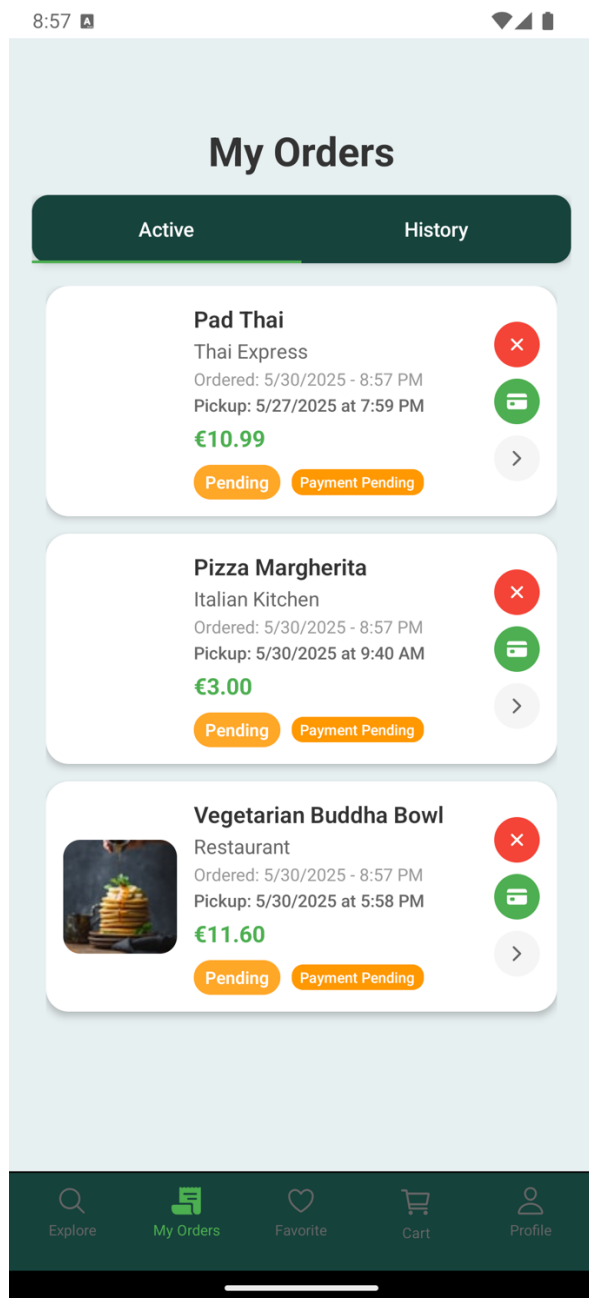 8:57 A
My Orders
Active
History
Pad Thai
Thai Express
Ordered: 5/30/2025 - 8:57 PM
Pickup: 5/27/2025 at 7:59 PM
€10.99
Pending
Payment Pending
Pizza Margherita
Italian Kitchen
Ordered: 5/30/2025 - 8:57 PM
Pickup: 5/30/2025 at 9:40 AM
€3.00
Pending
Payment Pending
Vegetarian Buddha Bowl
Restaurant
Ordered: 5/30/2025 - 8:57 PM
Pickup: 5/30/2025 at 5:58 PM
€11.60
Pending
Payment Pending
Explore
My Orders
Favorite
Cart
Profile